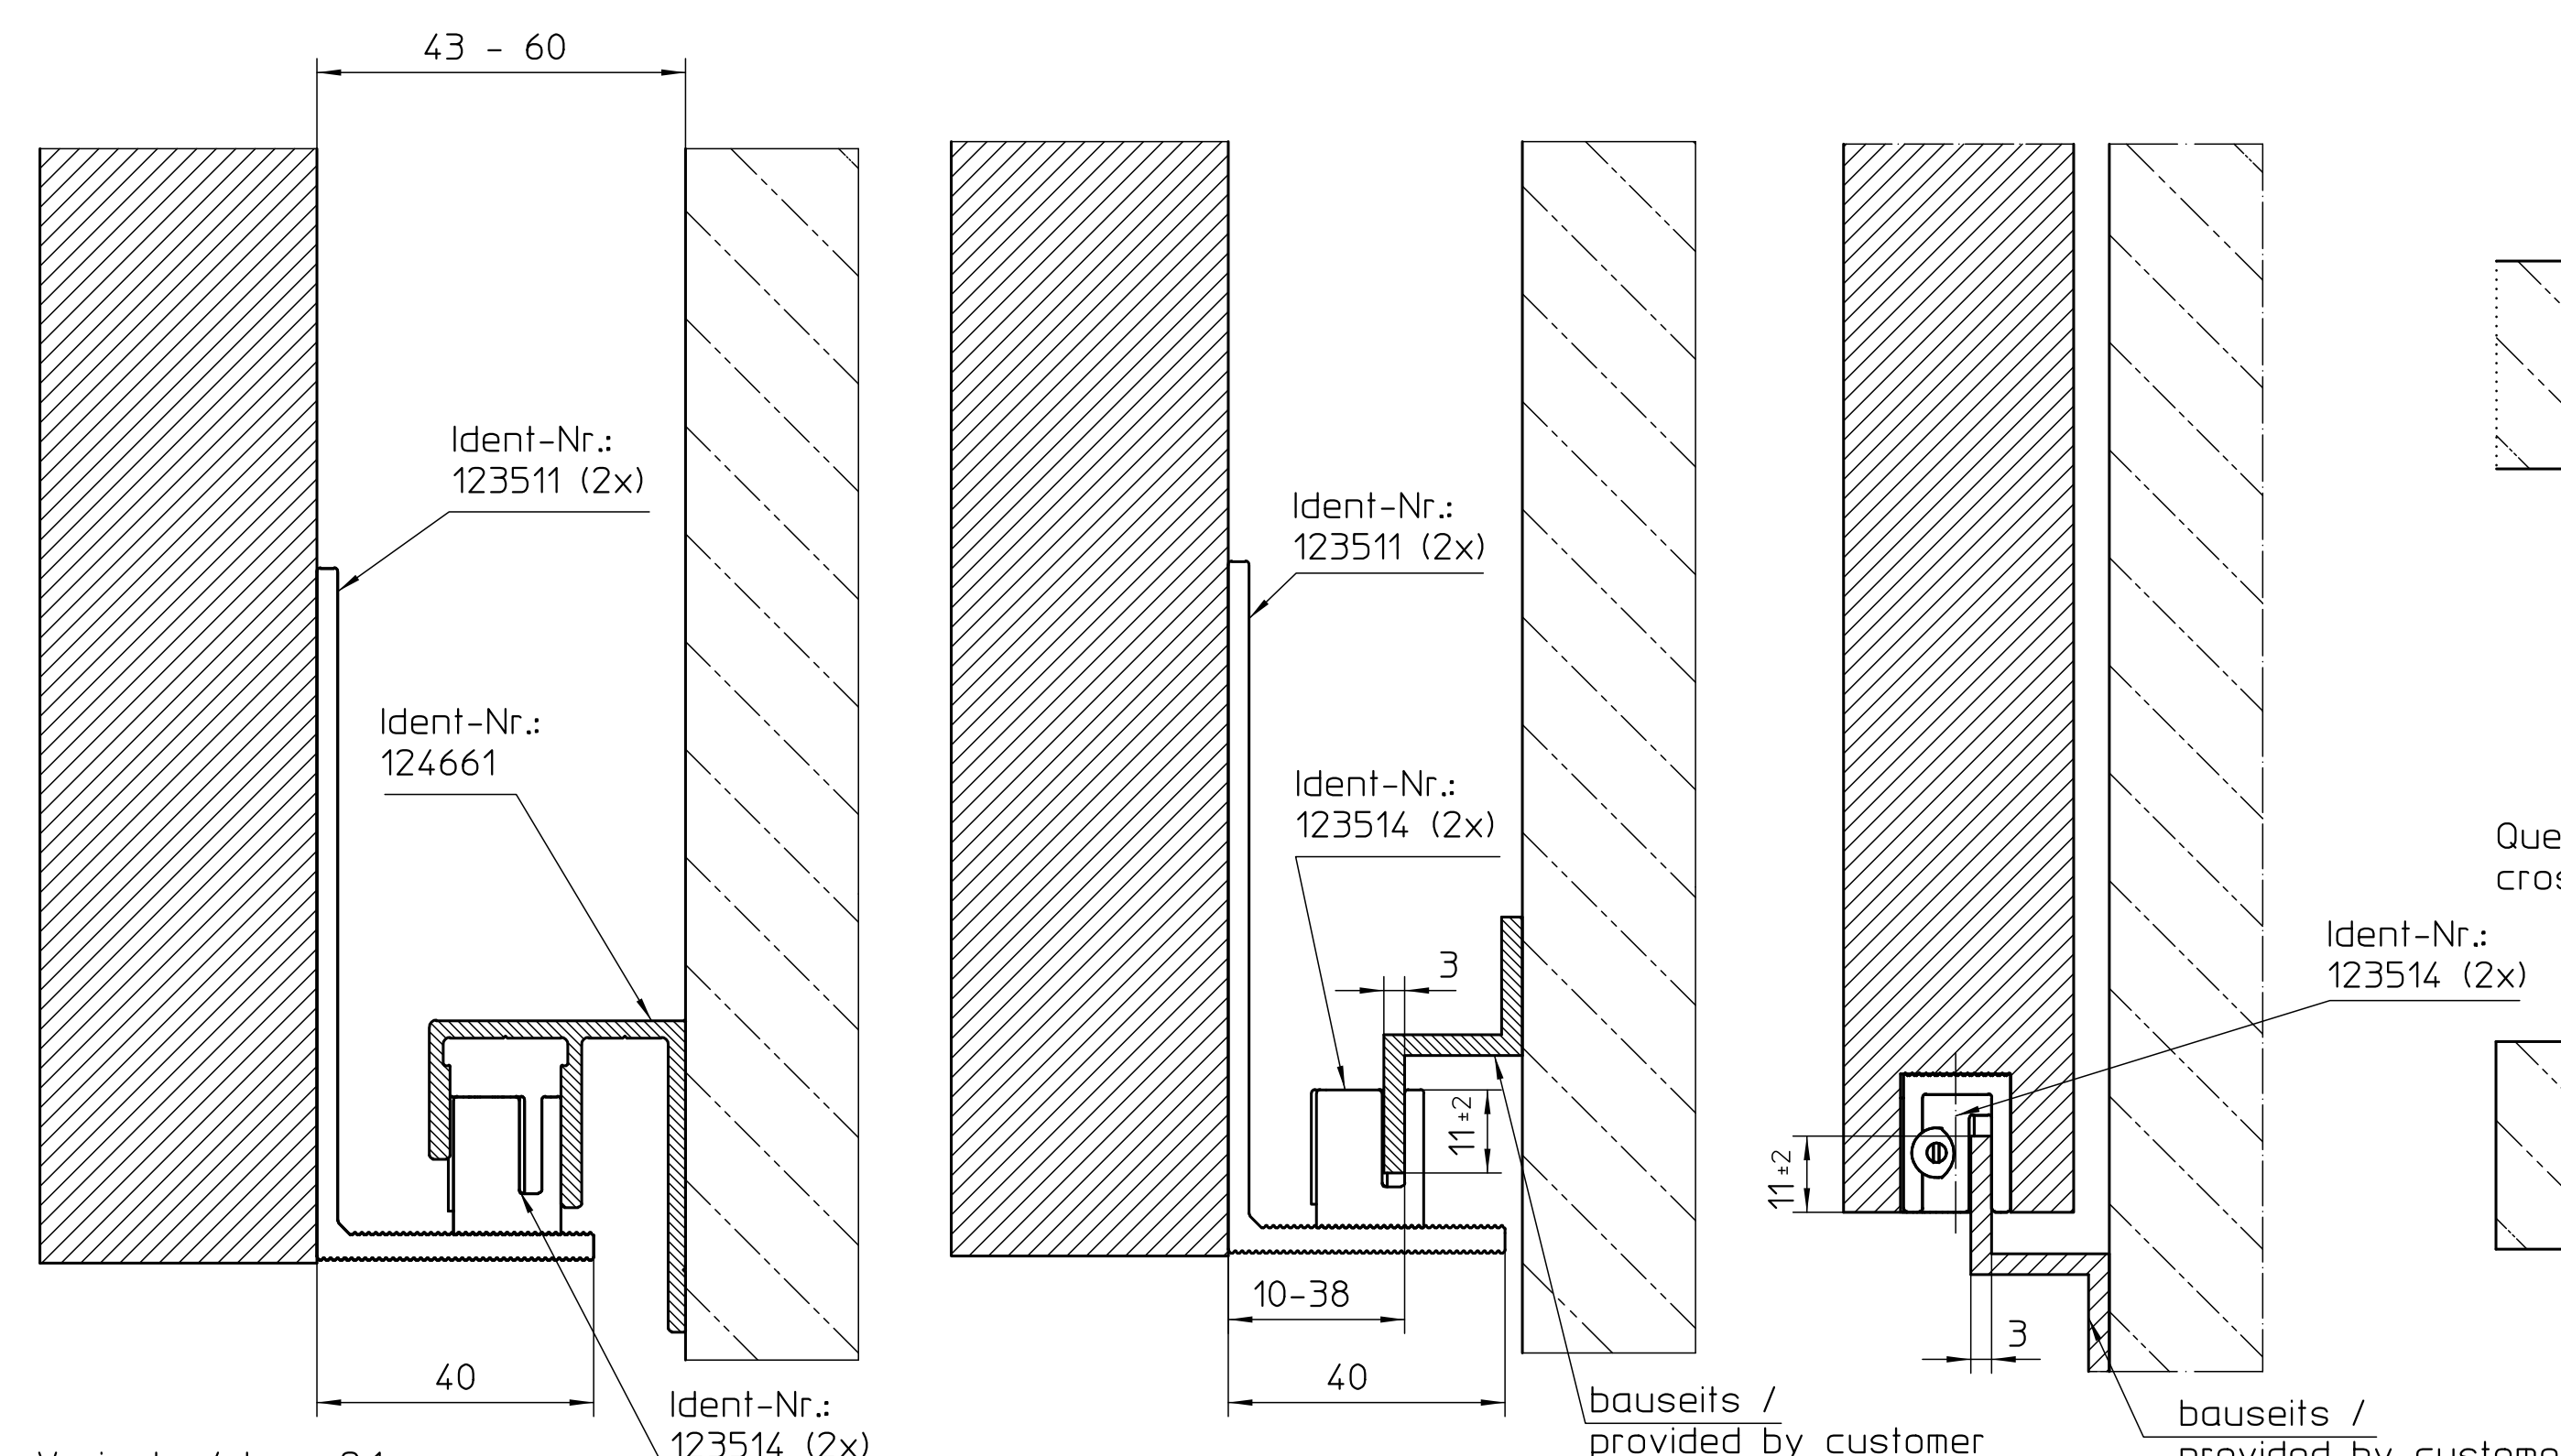 43 - 60
Ident-Nr.:
123511 (2x)
Ident-Nr.:
124661
40
Ident-Nr.:
123514 (2x)
Ident-Nr.:
123511 (2x)
Ident-Nr.:
123514 (2x)
3
11±2
10-38
40
bauseits /
provided by customer
11±2
3
Ident-Nr.:
123514 (2x)
bauseits /
provided by